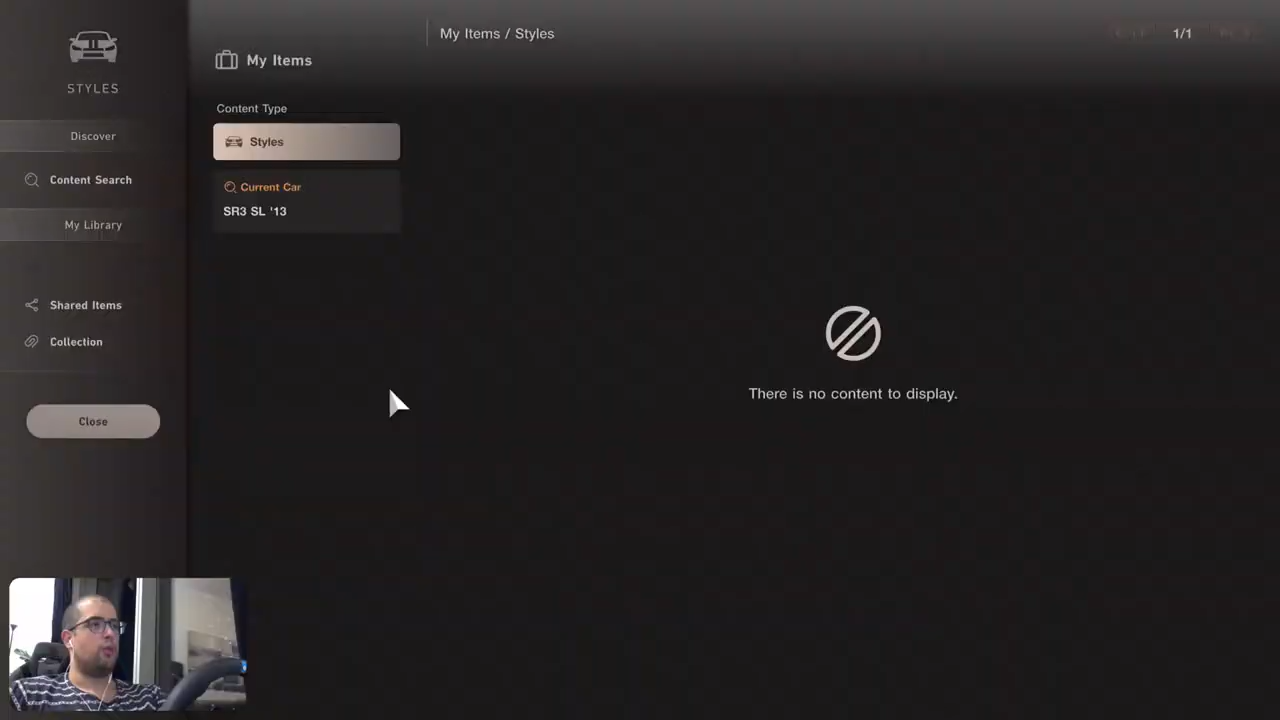 STYLES
Discover
Content Search
My Library
Shared Items
Collection
Close
My Items
Content Type
Styles
Current Car
SR3 SL '13
My Items / Styles
1/1
There is no content to display.